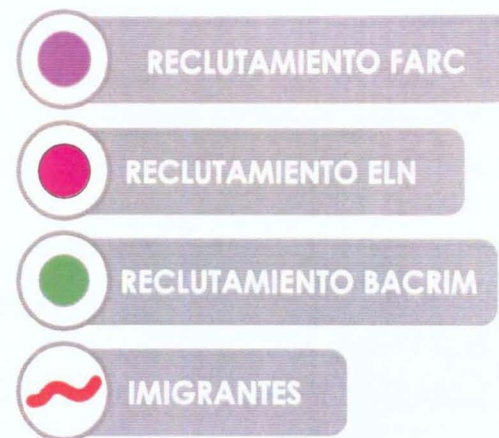 RECLUTAMIENTO FARC
RECLUTAMIENTO ELN
RECLUTAMIENTO BACRIM
IMIGRANTES